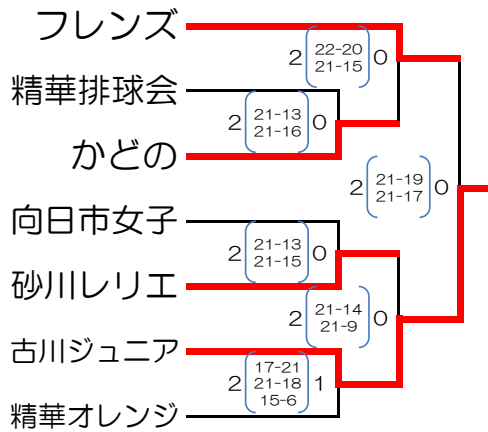 フレンズ
2 22-20 0
21-15
精華排球会
2 21-13 0
21-16
かどの
2 21-19 0
21-17
向日市女子
2 21-13 0
21-15
砂川レリエ
2 21-14 0
21-9
古川ジュニア
17-21
2 21-18 1
15-6
精華オレンジ